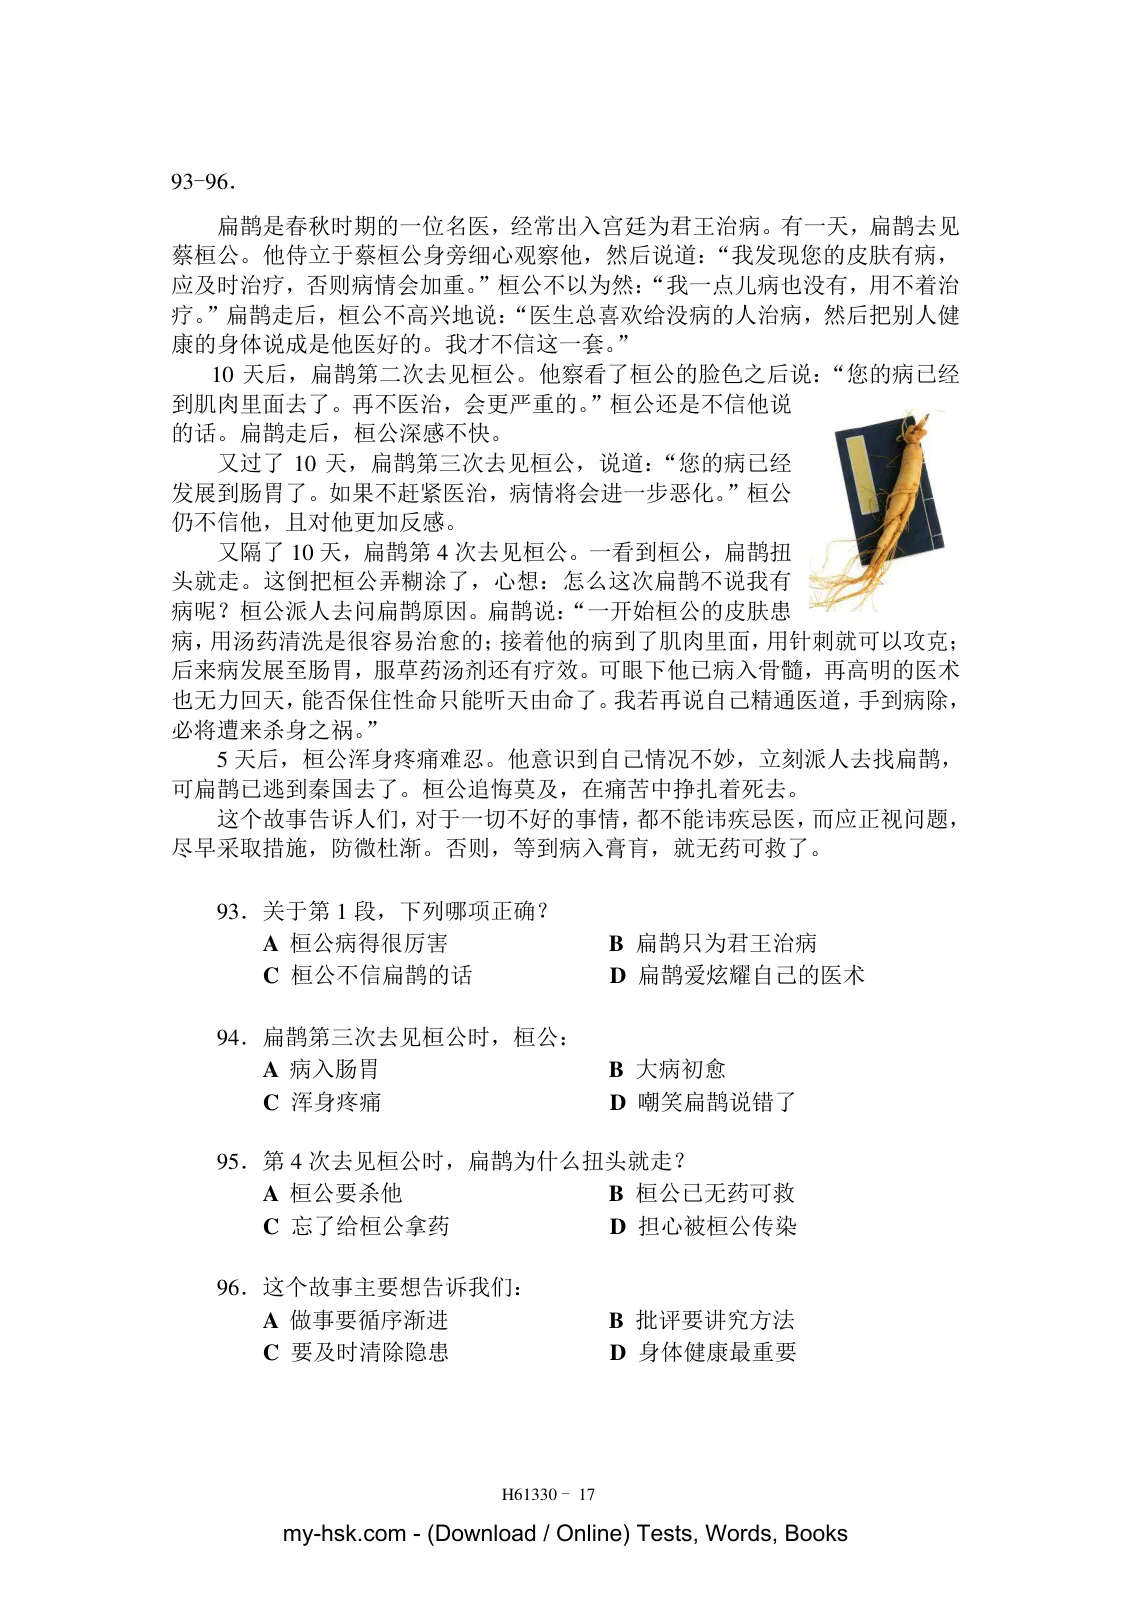 93-96.
扁鹊是春秋时期的一位名医，经常出入宫廷为君王治病。有一天，扁鹊去见
蔡桓公。他侍立于蔡桓公身旁细心观察他，然后说道：“我发现您的皮肤有病，
应及时治疗，否则病情会加重。”桓公不以为然：“我一点儿病也没有，用不着治
疗。”扁鹊走后，桓公不高兴地说：“医生总喜欢给没病的人治病，然后把别人健
康的身体说成是他医好的。我才不信这一套。”
10 天后，扁鹊第二次去见桓公。他察看了桓公的脸色之后说：“您的病已经
到肌肉里面去了。再不医治，会更严重的。”桓公还是不信他说
的话。扁鹊走后，桓公深感不快。
又过了 10 天，扁鹊第三次去见桓公，说道：“您的病已经
发展到肠胃了。如果不赶紧医治，病情将会进一步恶化。”桓公
仍不信他，且对他更加反感。
又隔了 10 天，扁鹊第 4 次去见桓公。一看到桓公，扁鹊扭
头就走。这倒把桓公弄糊涂了，心想：怎么这次扁鹊不说我有
病呢？桓公派人去问扁鹊原因。扁鹊说：“一开始桓公的皮肤患
病，用汤药清洗是很容易治愈的；接着他的病到了肌肉里面，用针刺就可以攻克；
后来病发展至肠胃，服草药汤剂还有疗效。可眼下他已病入骨髓，再高明的医术
也无力回天，能否保住性命只能听天由命了。我若再说自己精通医道，手到病除，
必将遭来杀身之祸。”
5 天后，桓公浑身疼痛难忍。他意识到自己情况不妙，立刻派人去找扁鹊，
可扁鹊已逃到秦国去了。桓公追悔莫及，在痛苦中挣扎着死去。
这个故事告诉人们，对于一切不好的事情，都不能讳疾忌医，而应正视问题，
尽早采取措施，防微杜渐。否则，等到病入膏肓，就无药可救了。
93．关于第 1 段，下列哪项正确？
A 桓公病得很厉害 B 扁鹊只为君王治病
C 桓公不信扁鹊的话 D 扁鹊爱炫耀自己的医术
94．扁鹊第三次去见桓公时，桓公：
A 病入肠胃 B 大病初愈
C 浑身疼痛 D 嘲笑扁鹊说错了
95．第 4 次去见桓公时，扁鹊为什么扭头就走？
A 桓公要杀他 B 桓公已无药可救
C 忘了给桓公拿药 D 担心被桓公传染
96．这个故事主要想告诉我们：
A 做事要循序渐进 B 批评要讲究方法
C 要及时清除隐患 D 身体健康最重要
H61330－ 17
my-hsk.com - (Download / Online) Tests, Words, Books